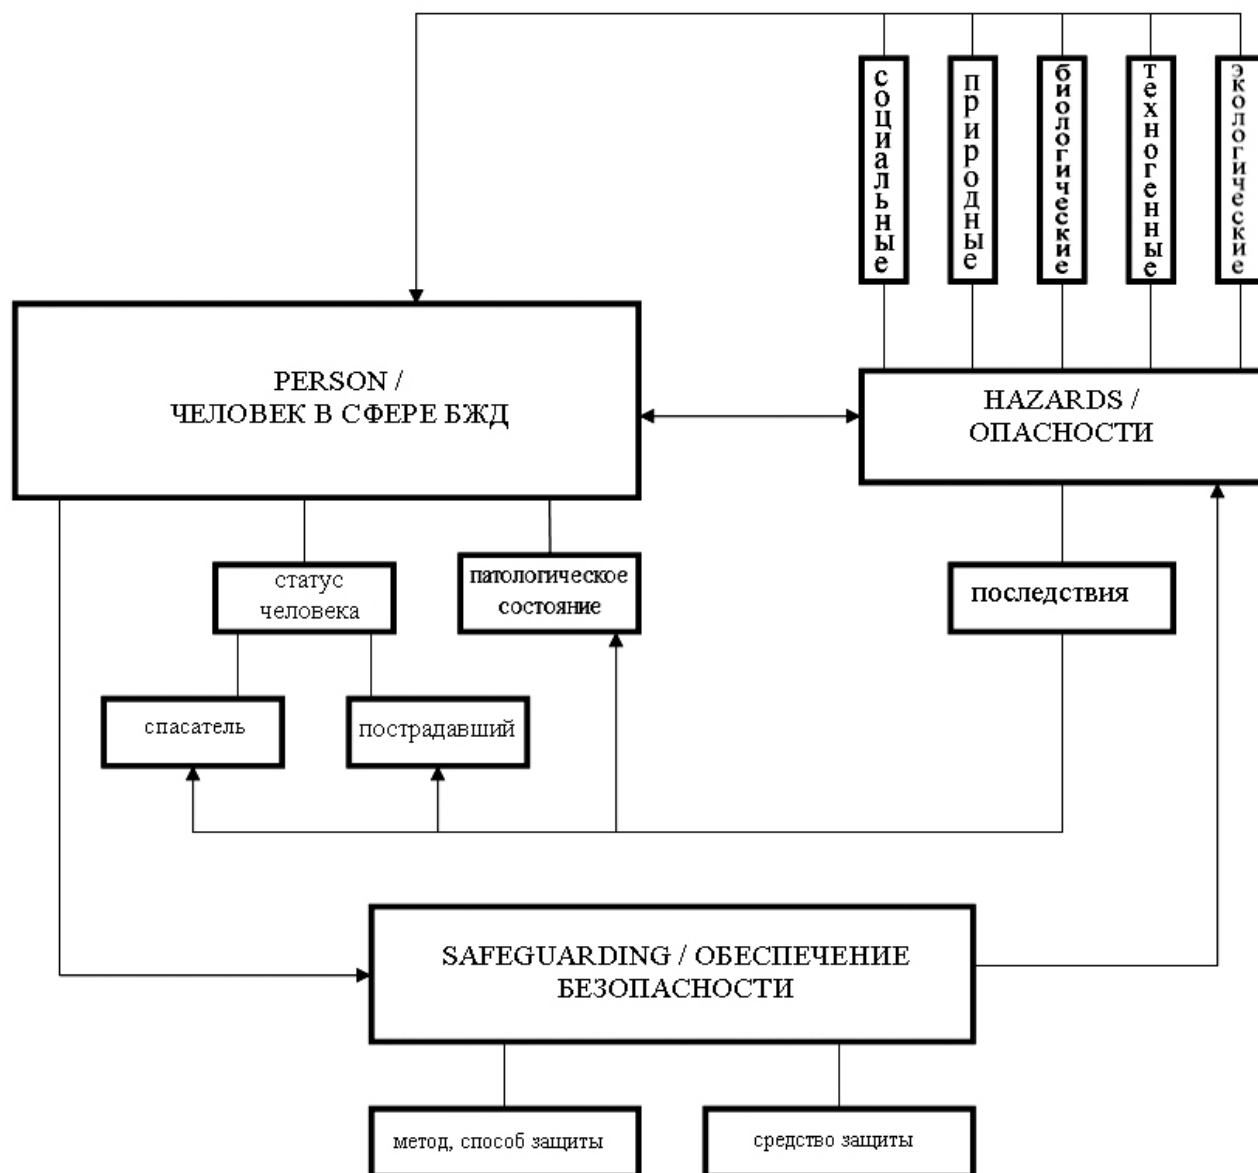 социальные
природные
биологические
техногенные
экологические
PERSON /
ЧЕЛОВЕК В СФЕРЕ БЖД
HAZARDS /
ОПАСНОСТИ
статус
человека
патологическое
состояние
последствия
спасатель
пострадавший
SAFEGUARDING / ОБЕСПЕЧЕНИЕ
БЕЗОПАСНОСТИ
метод, способ защиты
средство защиты